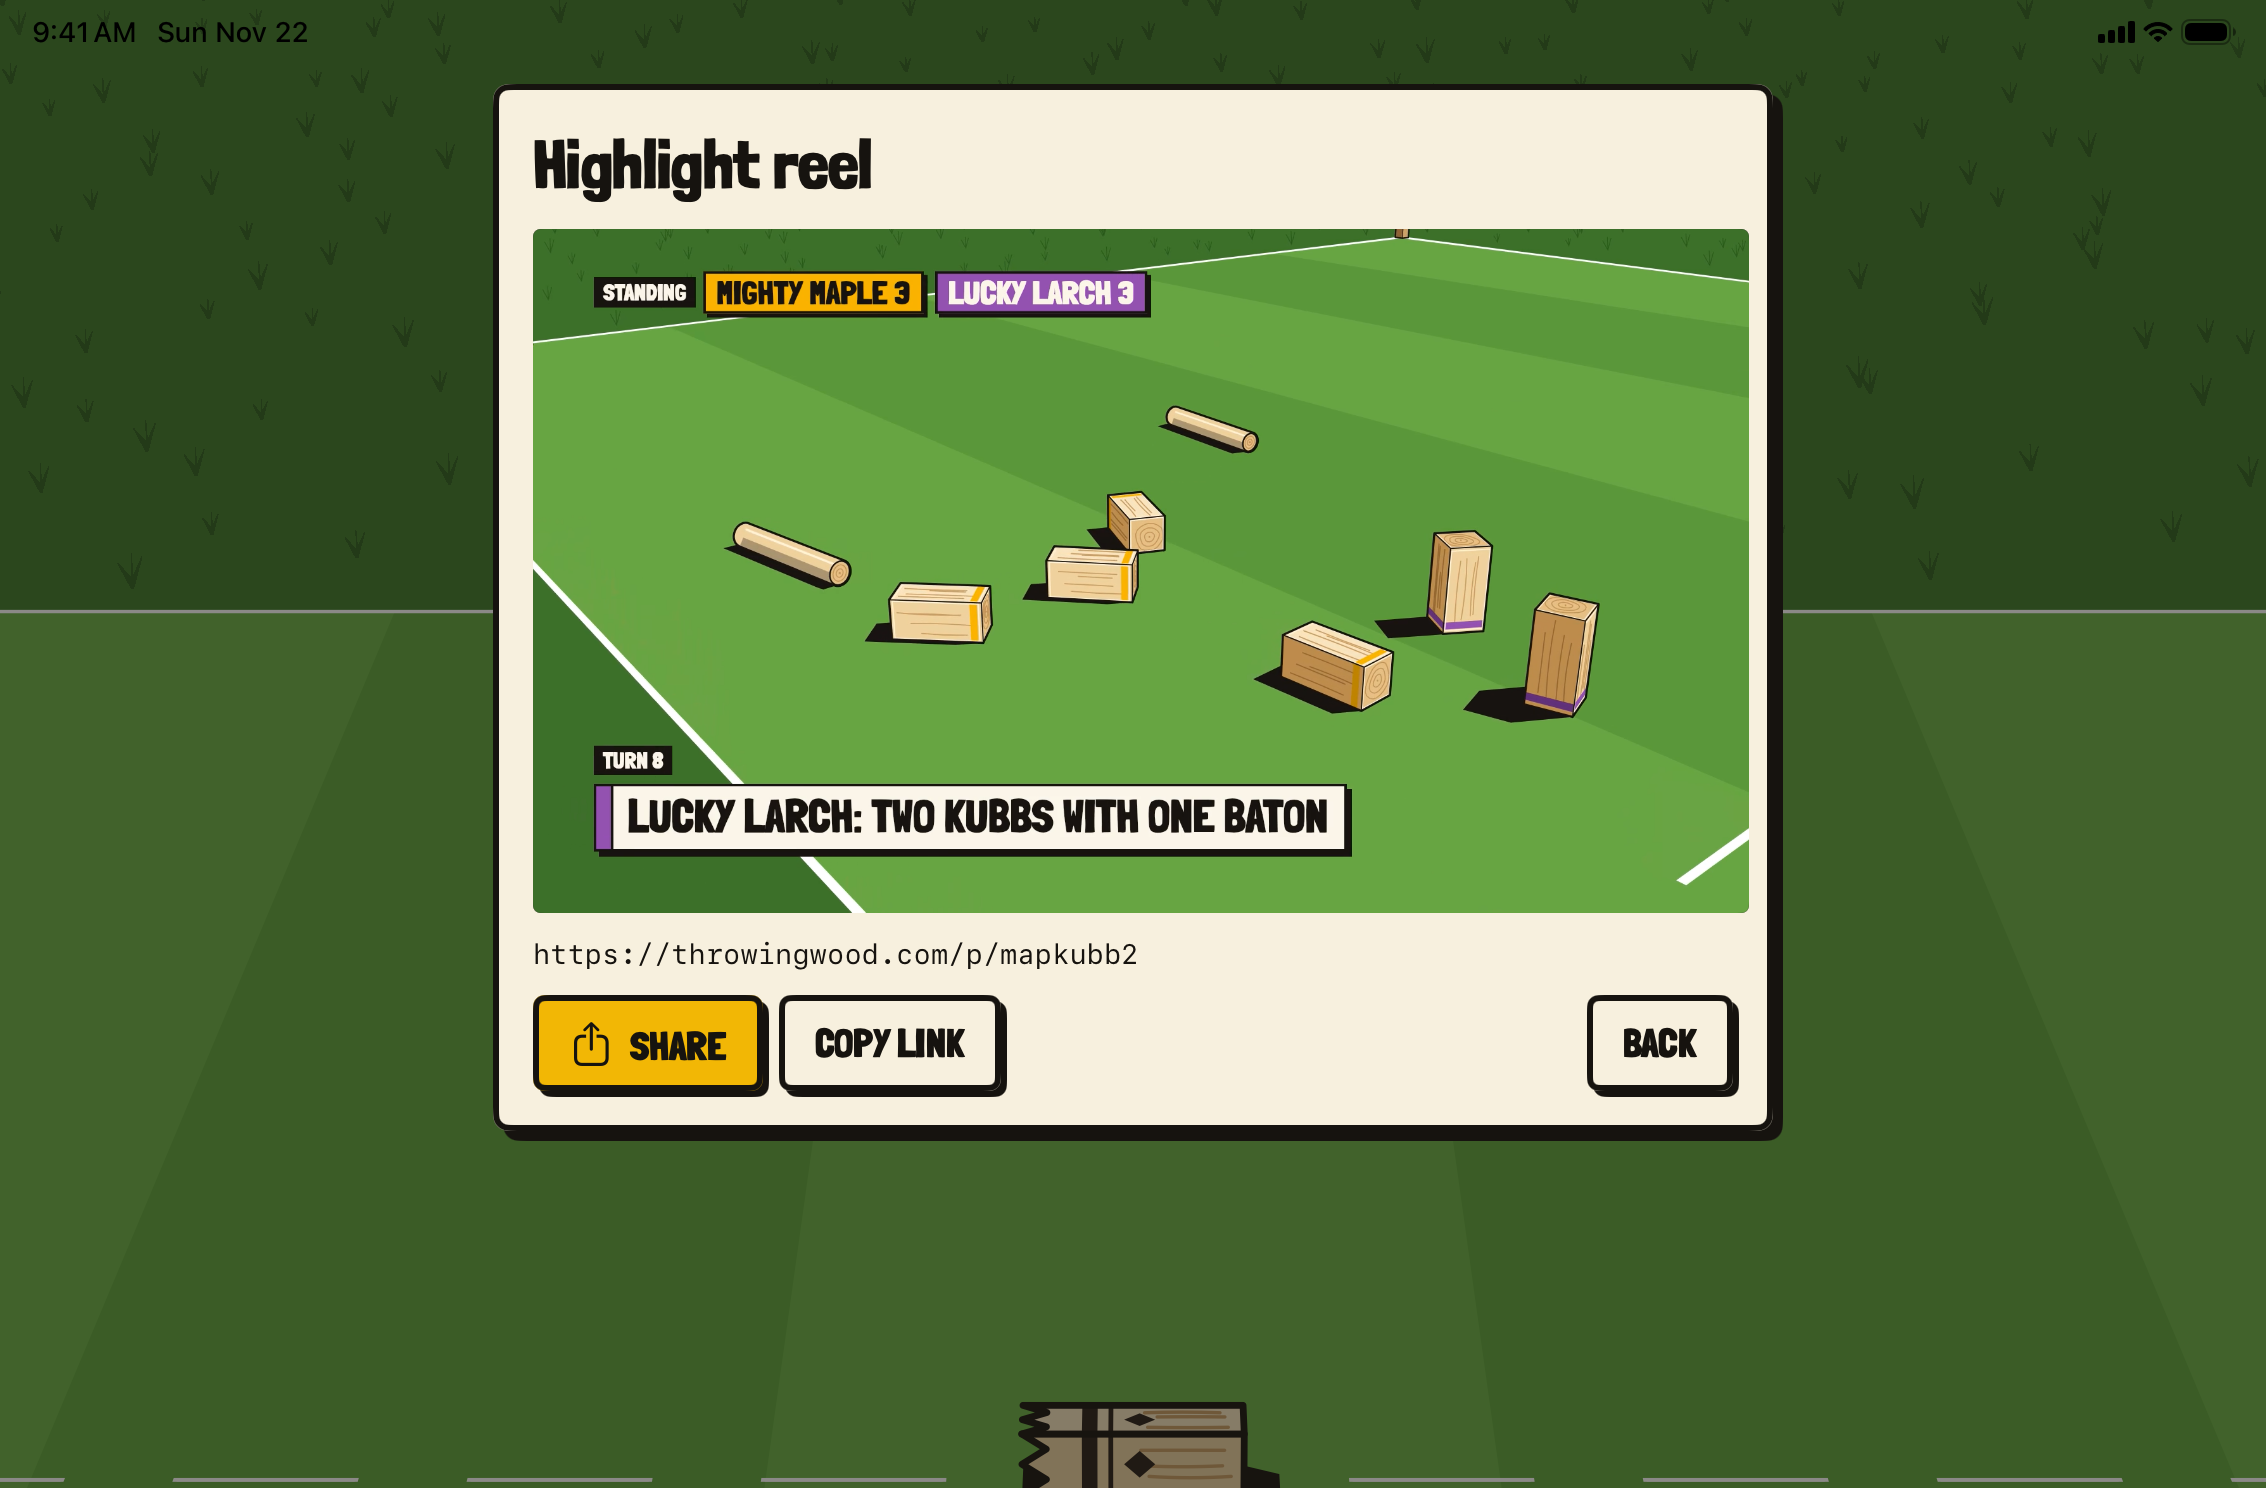 9:41 AM Sun Nov 22
Highlight reel
STANDING MIGHTY MAPLE 3 LUCKY LARCH 3
TURN 8
LUCKY LARCH: TWO KUBBS WITH ONE BATON
https://throwingwood.com/p/mapkubb2
SHARE COPY LINK BACK